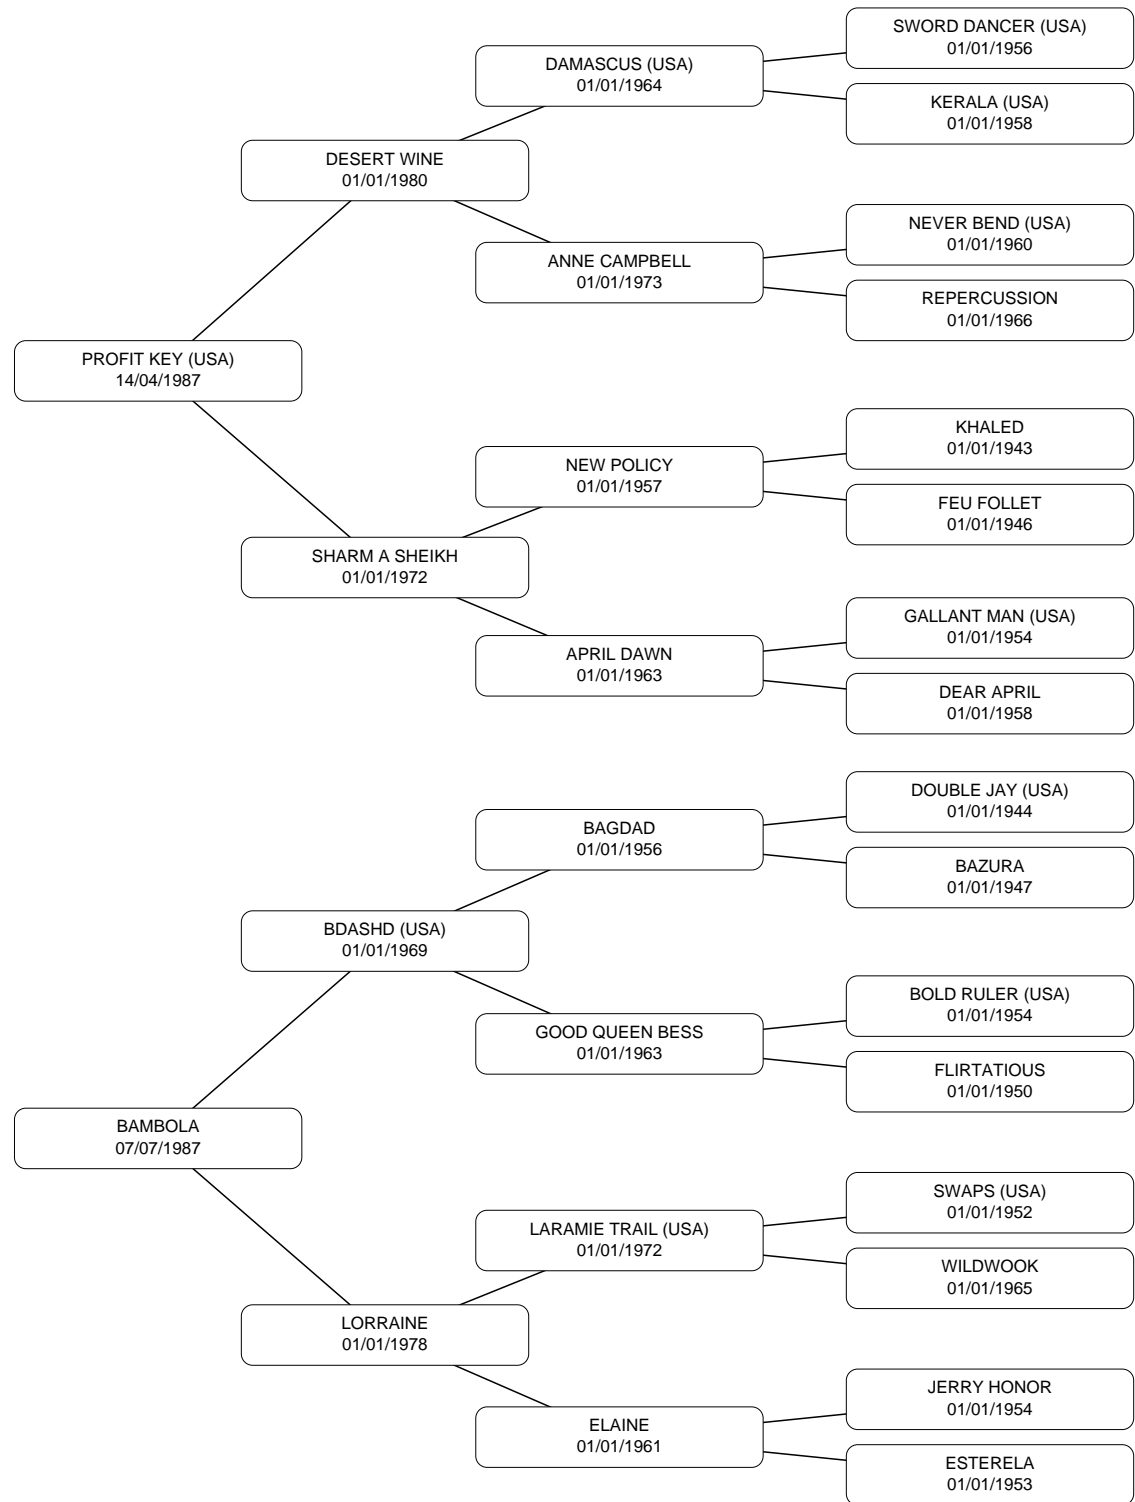 SWORD DANCER (USA)
01/01/1956
DAMASCUS (USA)
01/01/1964
KERALA (USA)
01/01/1958
DESERT WINE
01/01/1980
NEVER BEND (USA)
01/01/1960
ANNE CAMPBELL
01/01/1973
REPERCUSSION
01/01/1966
PROFIT KEY (USA)
14/04/1987
KHALED
01/01/1943
NEW POLICY
01/01/1957
FEU FOLLET
01/01/1946
SHARM A SHEIKH
01/01/1972
GALLANT MAN (USA)
01/01/1954
APRIL DAWN
01/01/1963
DEAR APRIL
01/01/1958
DOUBLE JAY (USA)
01/01/1944
BAGDAD
01/01/1956
BAZURA
01/01/1947
BDASHD (USA)
01/01/1969
BOLD RULER (USA)
01/01/1954
GOOD QUEEN BESS
01/01/1963
FLIRTATIOUS
01/01/1950
BAMBOLA
07/07/1987
SWAPS (USA)
01/01/1952
LARAMIE TRAIL (USA)
01/01/1972
WILDWOOK
01/01/1965
LORRAINE
01/01/1978
JERRY HONOR
01/01/1954
ELAINE
01/01/1961
ESTERELA
01/01/1953